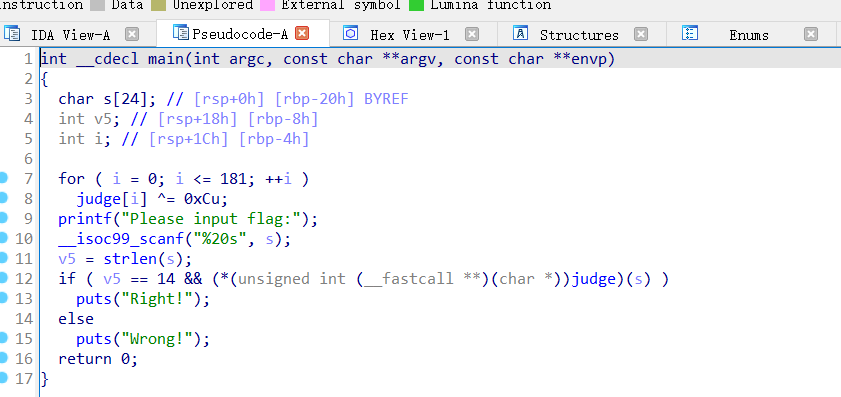 nstruction Data Unexplored External symbol Lumina function
IDA View-A Pseudocode-A Hex View-1 Structures Enums
1 int __cdecl main(int argc, const char **argv, const char **envp)
2 {
3 char s[24]; // [rsp+0h] [rbp-20h] BYREF
4 int v5; // [rsp+18h] [rbp-8h]
5 int i; // [rsp+1Ch] [rbp-4h]
6
7 for ( i = 0; i <= 181; ++i )
8 judge[i] ^= 0xCu;
9 printf("Please input flag:");
10 __isoc99_scanf("%20s", s);
11 v5 = strlen(s);
12 if ( v5 == 14 && (*(unsigned int (__fastcall **)(char *))judge)(s) )
13 puts("Right!");
14 else
15 puts("Wrong!");
16 return 0;
17 }